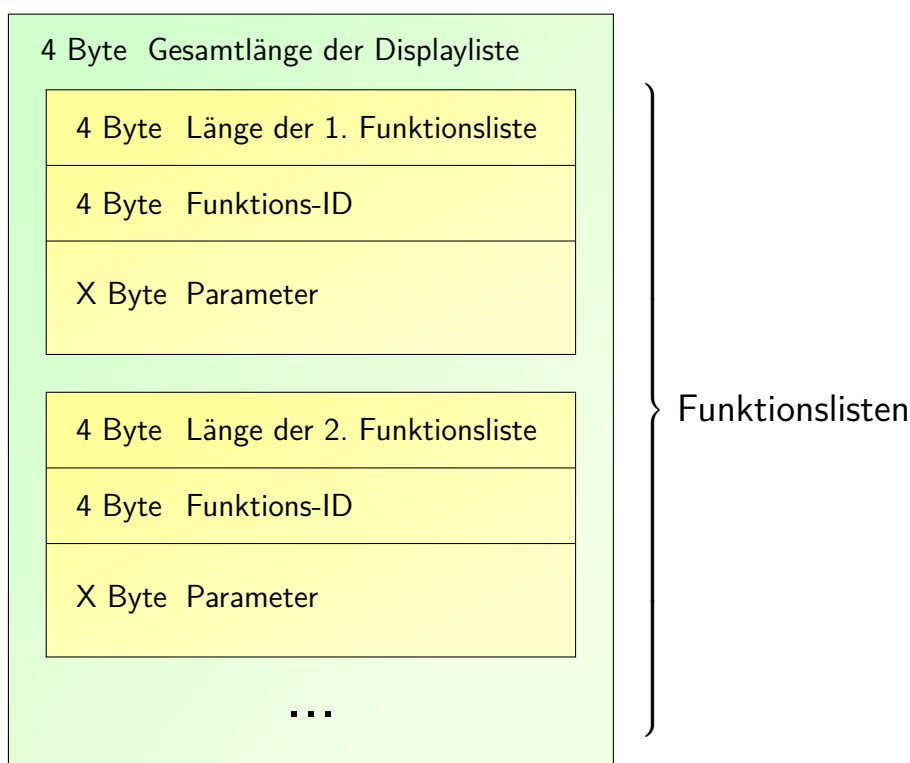 4 Byte Gesamtlänge der Displayliste
4 Byte Länge der 1. Funktionsliste
4 Byte Funktions-ID
X Byte Parameter
4 Byte Länge der 2. Funktionsliste
4 Byte Funktions-ID
X Byte Parameter
...
Funktionslisten